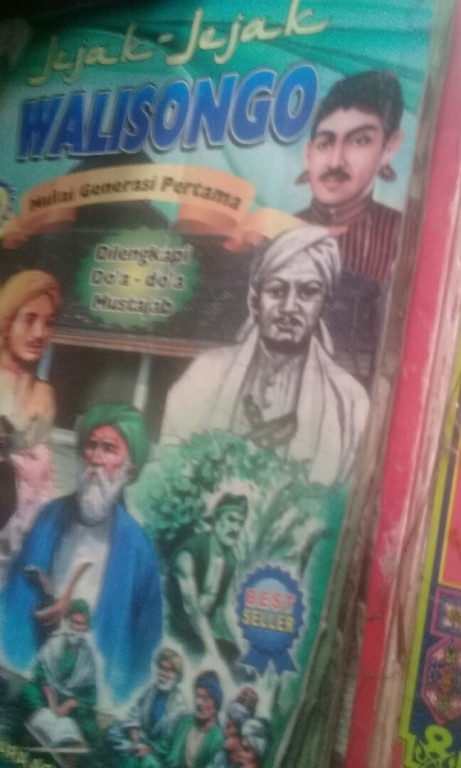 Jejak-Jejak
WALISONGO
Mulai Generasi Pertama
Dilengkapi
Do'a - do'a
Mustajab
BEST
SELLER